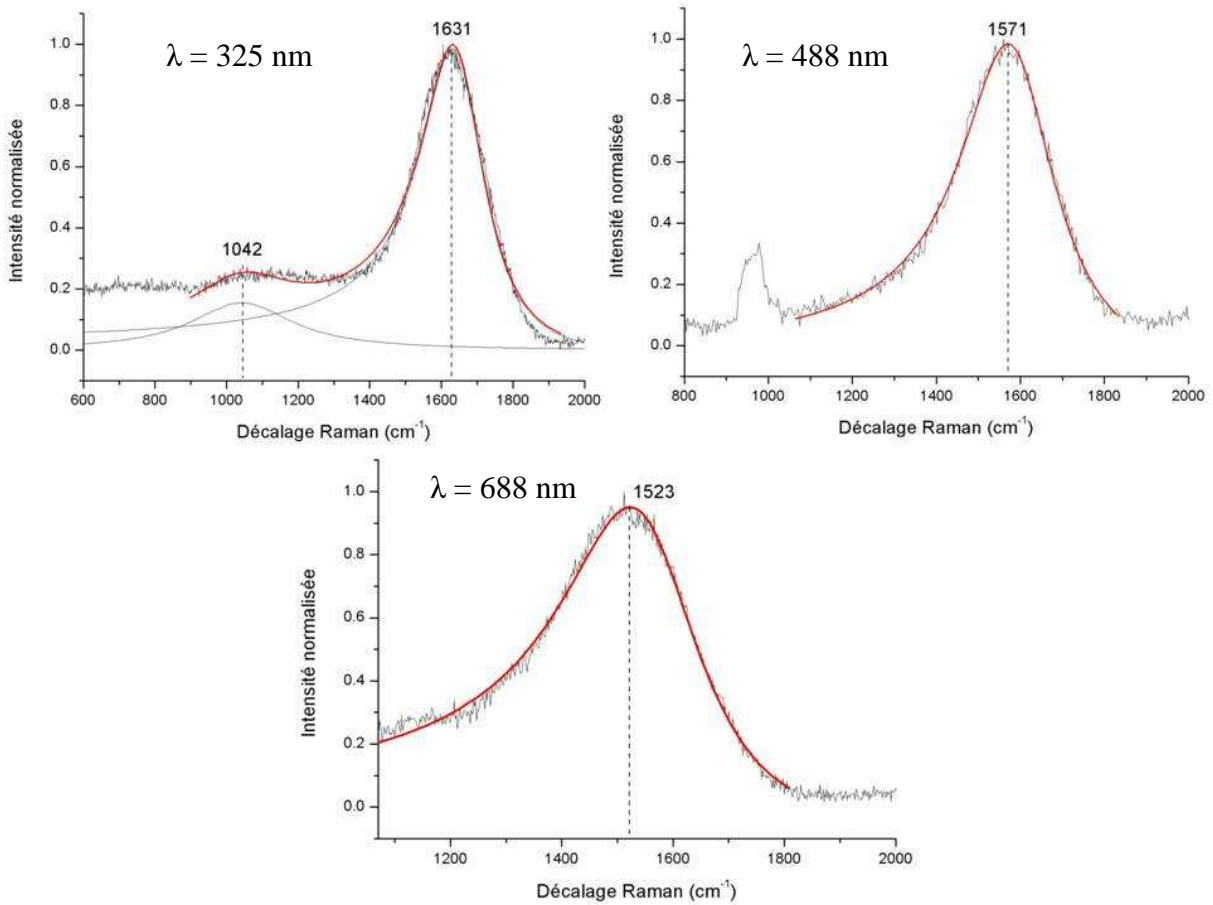 1631
λ = 325 nm
1042
1.0
0.8
0.6
0.4
0.2
0.0
Intensité normalisée
600 800 1000 1200 1400 1600 1800 2000
Décalage Raman (cm⁻¹)
1571
λ = 488 nm
1.0
0.8
0.6
0.4
0.2
0.0
Intensité normalisée
800 1000 1200 1400 1600 1800 2000
Décalage Raman (cm⁻¹)
λ = 688 nm
1523
1.0
0.8
0.6
0.4
0.2
0.0
Intensité normalisée
1200 1400 1600 1800 2000
Décalage Raman (cm⁻¹)